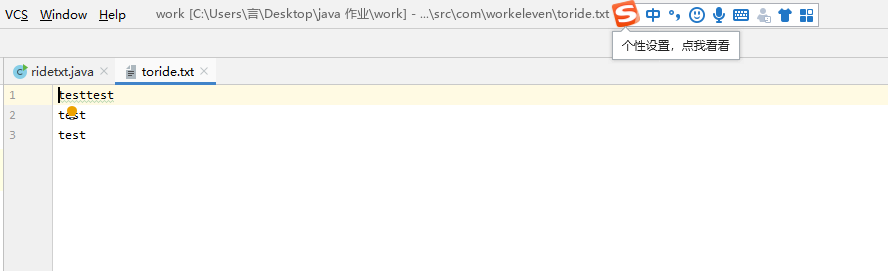 VCS Window Help work [C:\Users\言\Desktop\java 作业\work] - ...\src\com\workeleven\toride.txt S 中
个性设置，点我看看
ridetxt.java toride.txt
1 testtest
2 test
3 test